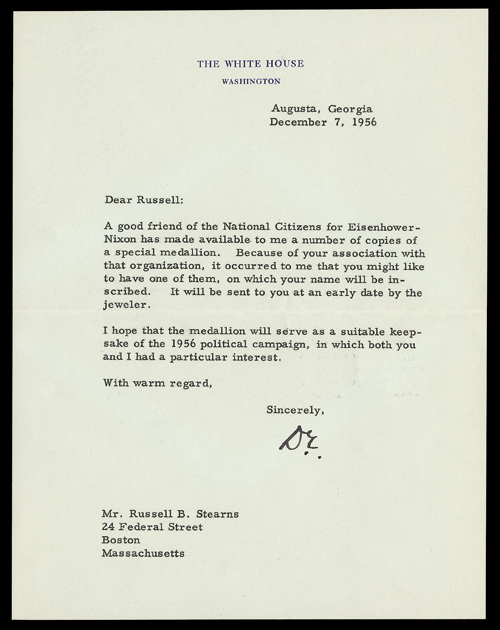 THE WHITE HOUSE
WASHINGTON
Augusta, Georgia
December 7, 1956
Dear Russell:
A good friend of the National Citizens for Eisenhower-
Nixon has made available to me a number of copies of
a special medallion. Because of your association with
that organization, it occurred to me that you might like
to have one of them, on which your name will be in-
scribed. It will be sent to you at an early date by the
jeweler.
I hope that the medallion will serve as a suitable keep-
sake of the 1956 political campaign, in which both you
and I had a particular interest.
With warm regard,
Sincerely,
D.E.
Mr. Russell B. Stearns
24 Federal Street
Boston
Massachusetts